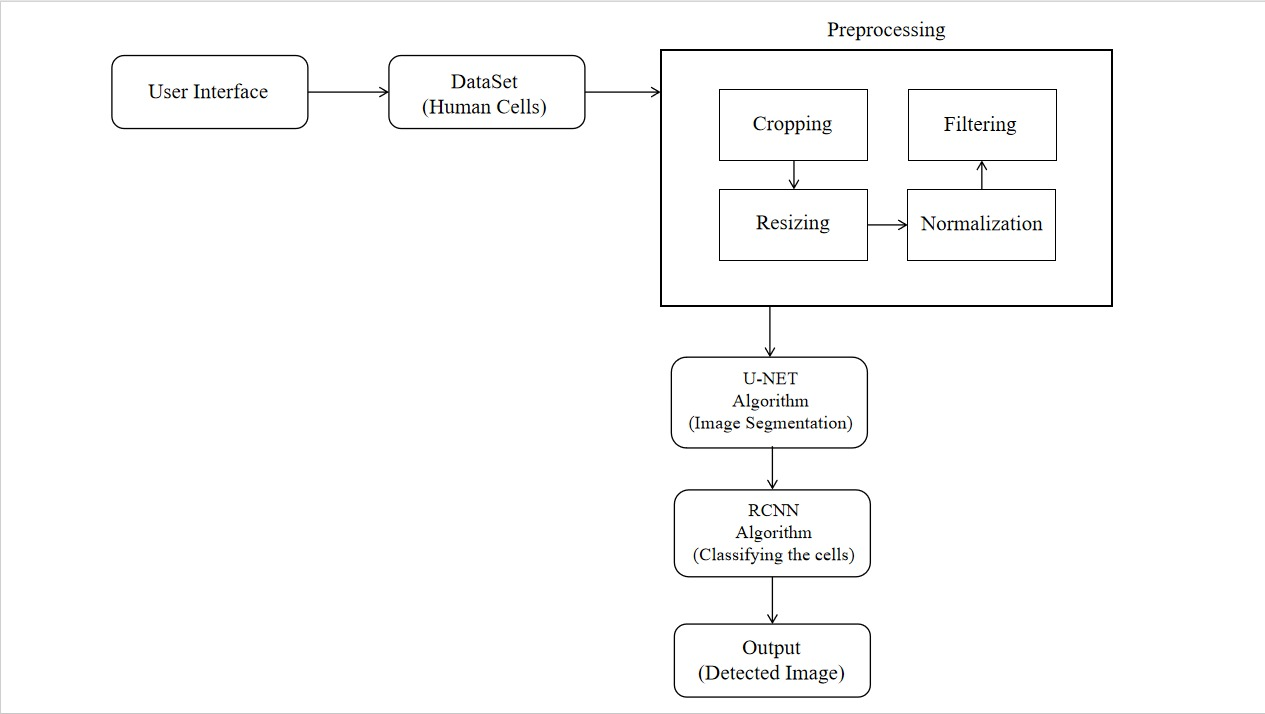 Preprocessing
User Interface
DataSet
(Human Cells)
Cropping
Filtering
Resizing
Normalization
U-NET
Algorithm
(Image Segmentation)
RCNN
Algorithm
(Classifying the cells)
Output
(Detected Image)